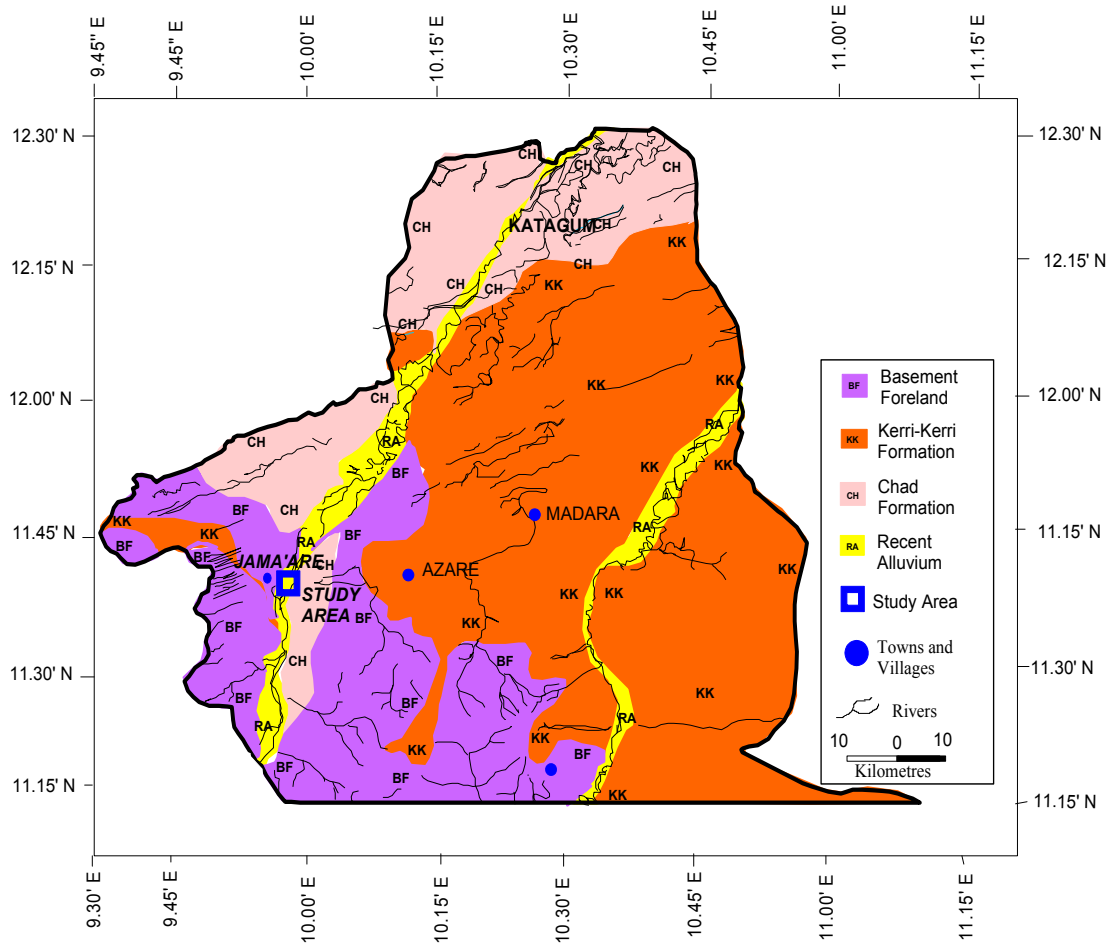 9.45'' E
9.45'' E
10.00' E
10.15' E
10.30' E
10.45' E
11.00' E
11.15' E
12.30' N
12.30' N
CH
CH
CH
CH
KATAGUM
CH
KK
12.15' N
12.15' N
CH
CH
CH
KK
CH
12.00' N
12.00' N
CH
KK
KK
CH
RA
RA
BF
KK
KK
BF
CH
MADARA
RA
KK
KK
11.45' N
11.15' N
BF
BF
RA
BF
CH
JAMA'ARE
AZARE
KK
STUDY
AREA
KK
KK
BF
BF
KK
CH
BF
11.30' N
11.30' N
BF
BF
KK
RA
RA
KK
KK
BF
BF
BF
KK
11.15' N
11.15' N
BF
Basement
Foreland
KK
Kerri-Kerri
Formation
CH
Chad
Formation
RA
Recent
Alluvium
Study Area
Towns and
Villages
Rivers
10
0
10
Kilometres
9.30' E
9.45' E
10.00' E
10.15' E
10.30' E
10.45' E
11.00' E
11.15' E